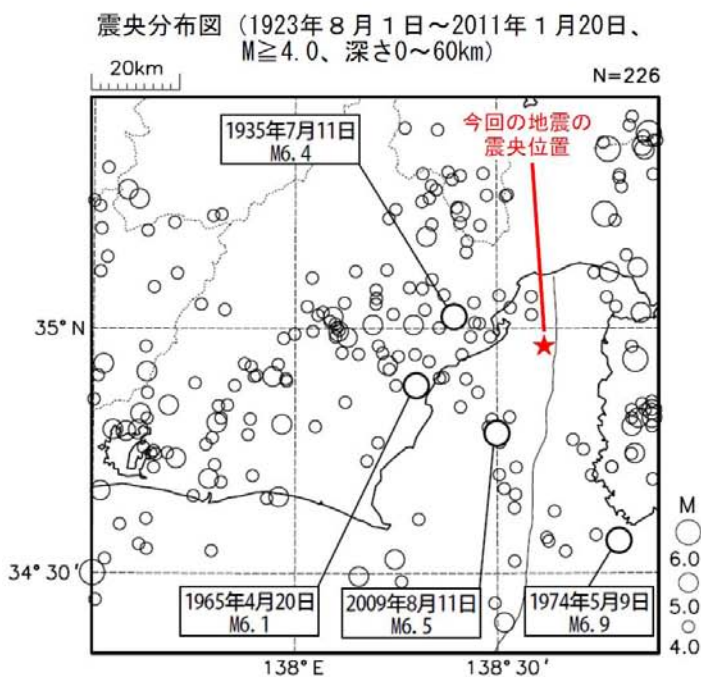 震央分布図（1923年８月１日～2011年１月20日、
M≧4.0、深さ0～60km）
20km
N=226
今回の地震の
震央位置
1935年7月11日
M6.4
35°N
34°30′
1965年4月20日
M6.1
2009年8月11日
M6.5
1974年5月9日
M6.9
M
6.0
5.0
4.0
138°E
138°30′